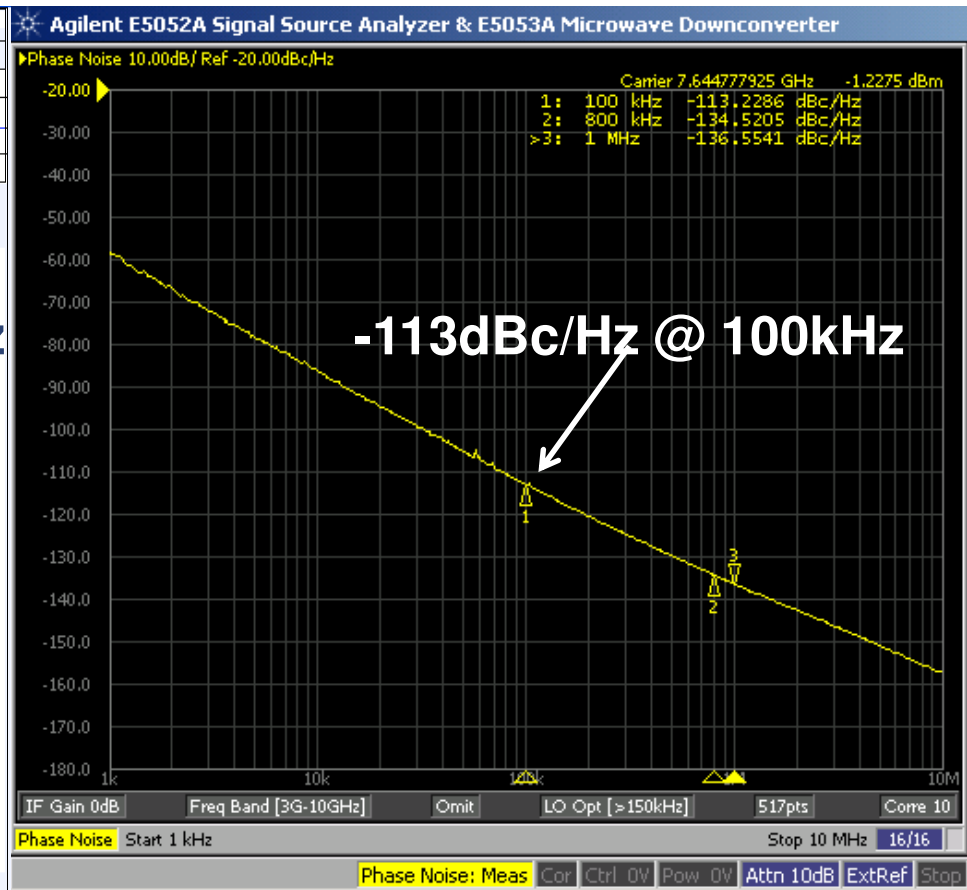 Agilent E5052A Signal Source Analyzer & E5053A Microwave Downconverter
▶Phase Noise 10.00dB/ Ref -20.00dBc/Hz
Carrier 7.644777925 GHz -1.2275 dBm
1: 100 kHz -113.2286 dBc/Hz
2: 800 kHz -134.5205 dBc/Hz
>3: 1 MHz -136.5541 dBc/Hz
-20.00
-30.00
-40.00
-50.00
-60.00
-70.00
-80.00
-90.00
-100.0
-110.0
-120.0
-130.0
-140.0
-150.0
-160.0
-170.0
-180.0
-113dBc/Hz @ 100kHz
1
2
3
1k 10k 100k 10M
IF Gain 0dB Freq Band [3G-10GHz] Omit LO Opt [>150kHz] 517pts Corre 10
Phase Noise Start 1 kHz Stop 10 MHz 16/16
Phase Noise: Meas Cor Ctrl 0V Pow 0V Attn 10dB ExtRef Stop